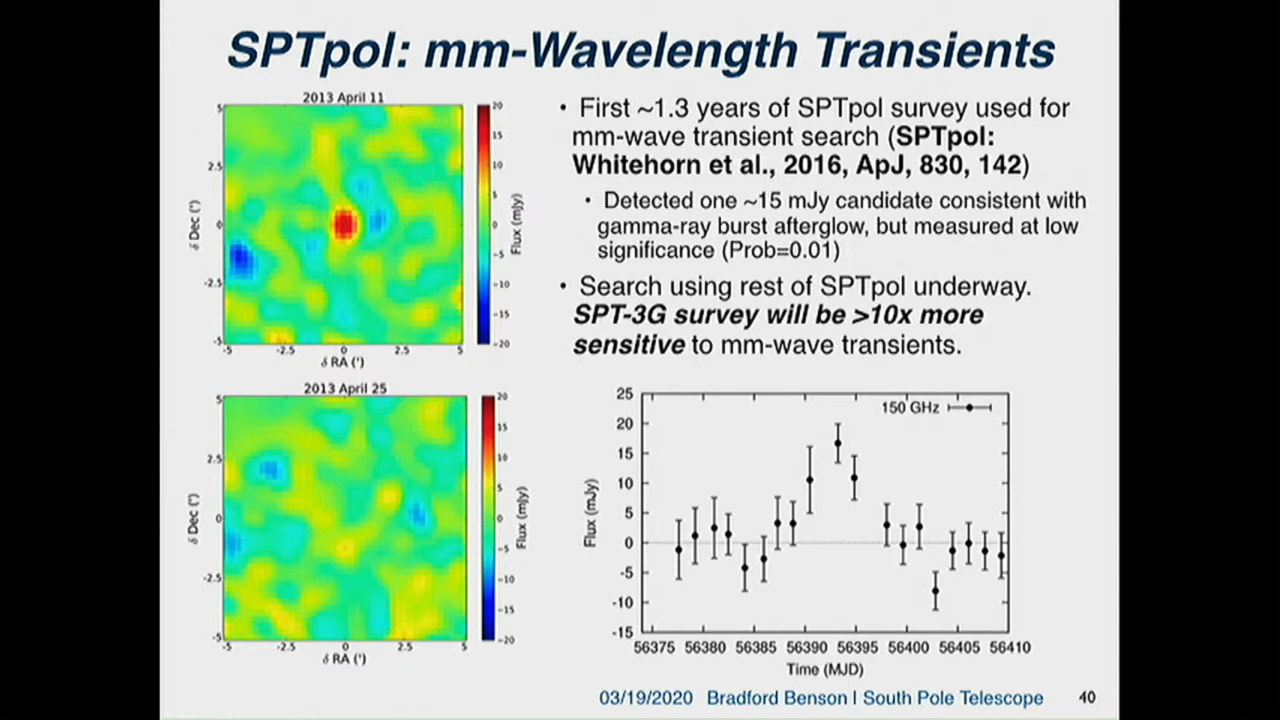 SPTpol: mm-Wavelength Transients
2013 April 11
5
2.5
0
-2.5
-5
δ Dec (')
-5
-2.5
0
2.5
5
δ RA (')
20
15
10
5
0
−5
−10
−15
−20
Flux (mJy)
2013 April 25
5
2.5
0
-2.5
-5
δ Dec (')
-5
-2.5
0
2.5
5
δ RA (')
20
15
10
5
0
−5
−10
−15
−20
Flux (mJy)
• First ~1.3 years of SPTpol survey used for
mm-wave transient search (SPTpol:
Whitehorn et al., 2016, ApJ, 830, 142)
• Detected one ~15 mJy candidate consistent with
gamma-ray burst afterglow, but measured at low
significance (Prob=0.01)
• Search using rest of SPTpol underway.
SPT-3G survey will be >10x more
sensitive to mm-wave transients.
25
20
15
10
5
0
-5
-10
-15
Flux (mJy)
150 GHz
56375 56380 56385 56390 56395 56400 56405 56410
Time (MJD)
03/19/2020 Bradford Benson | South Pole Telescope 40